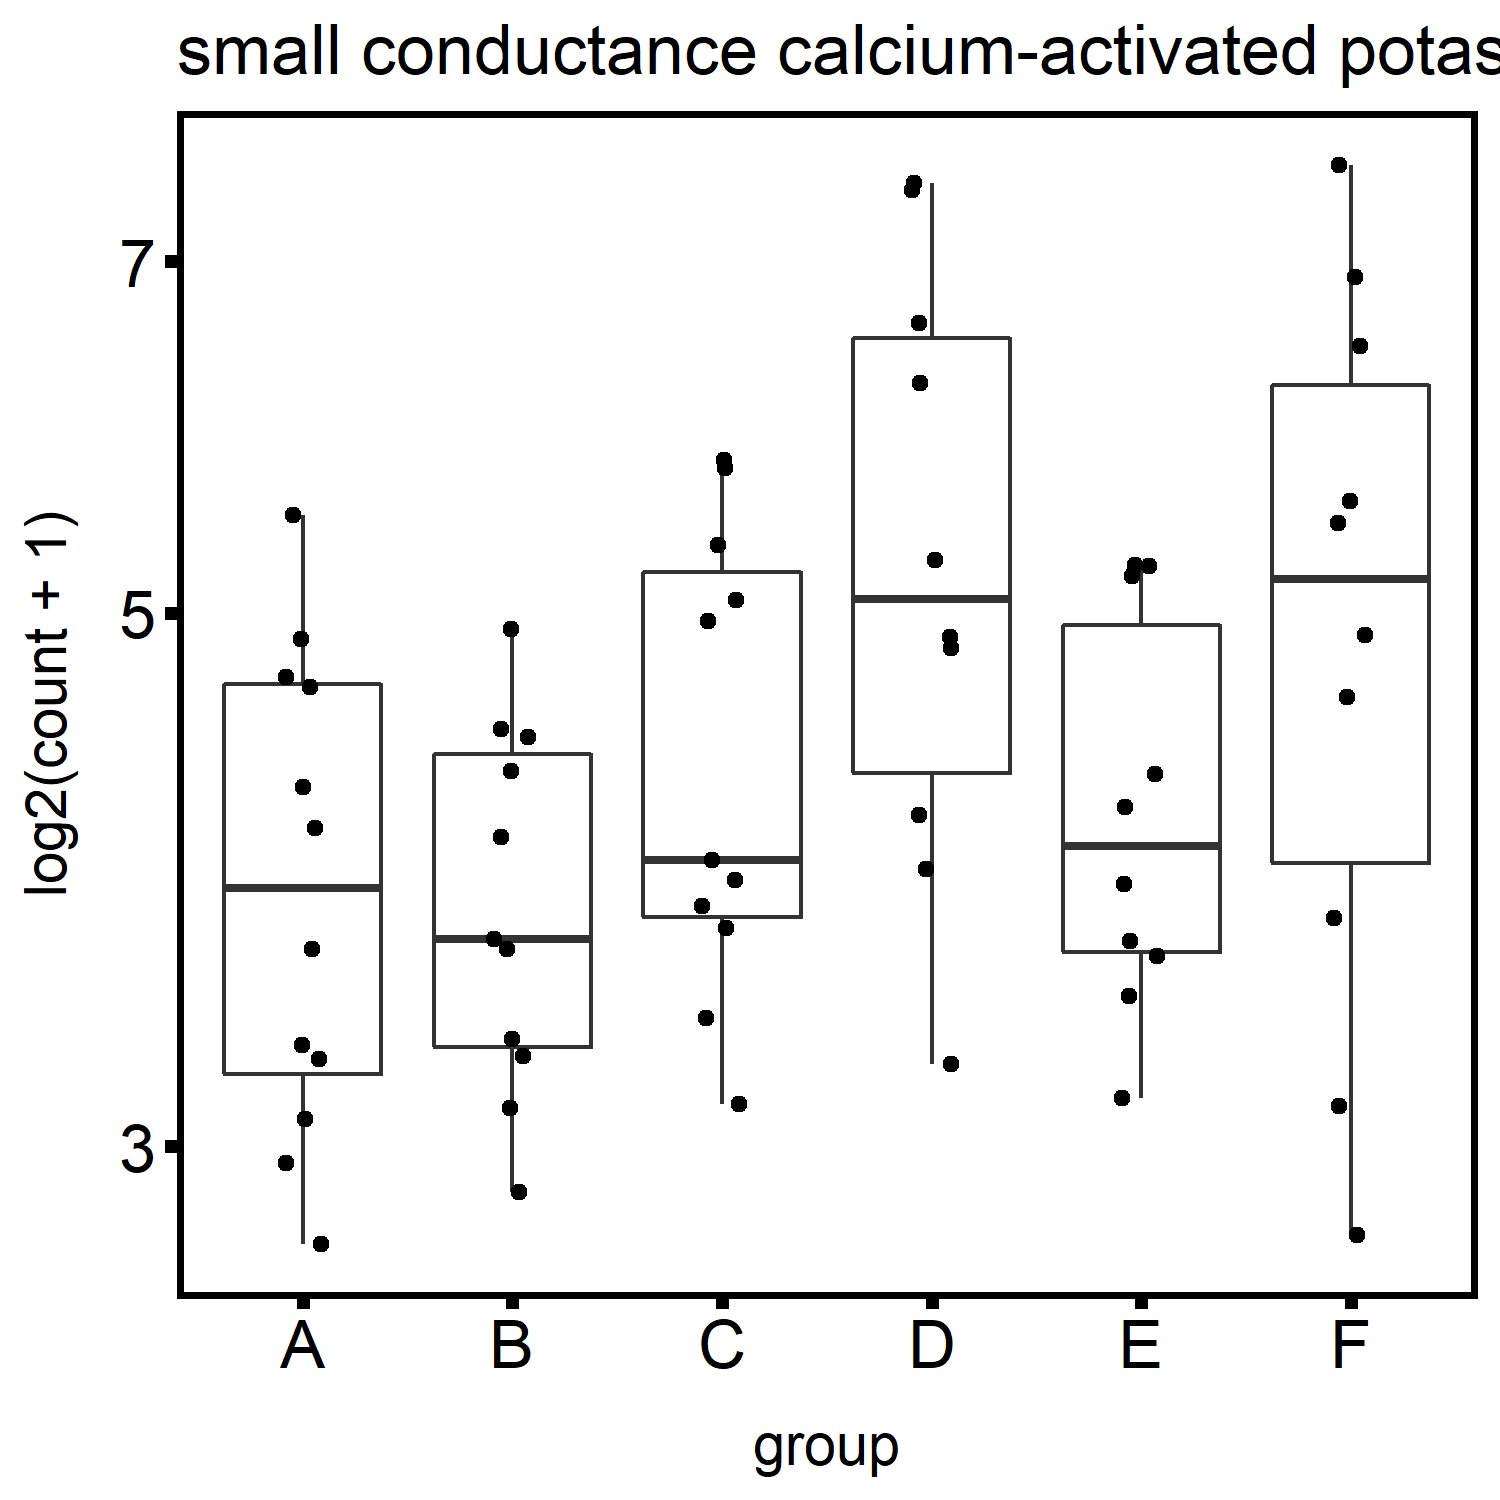 small conductance calcium-activated potas
7
5
3
log2(count + 1)
A B C D E F
group